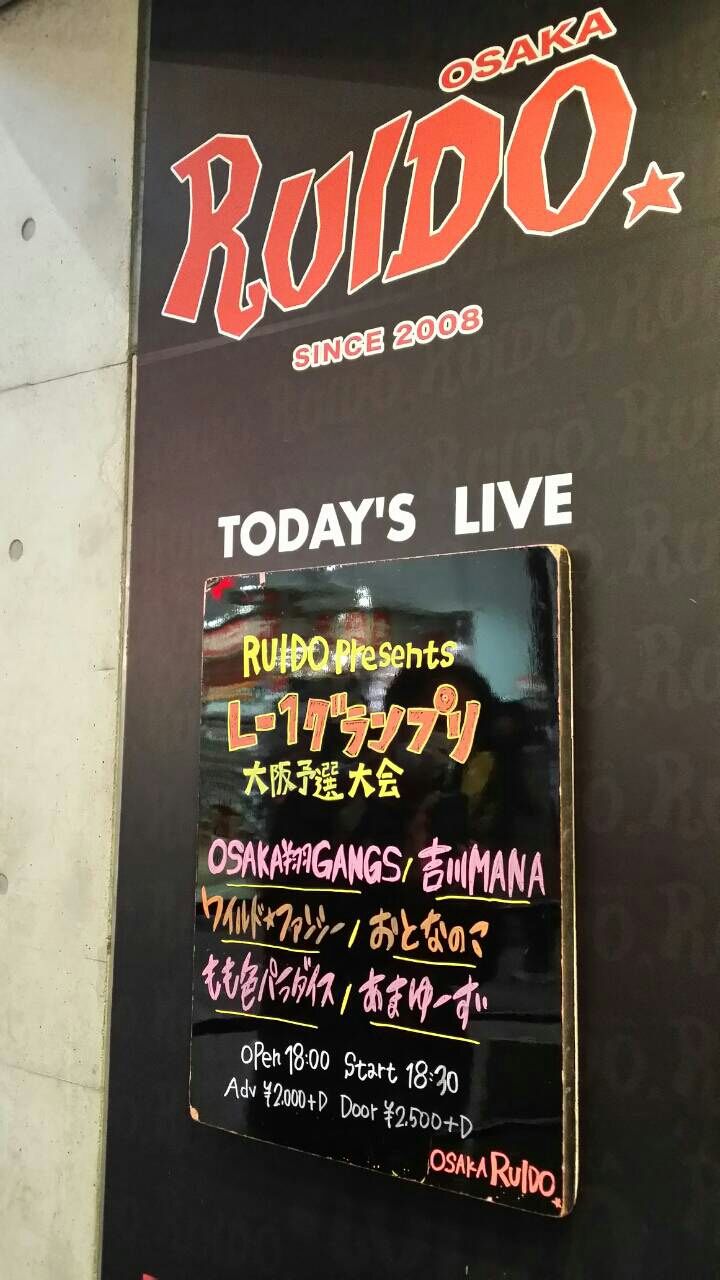 OSAKA
RUIDO.★
SINCE 2008
TODAY'S LIVE
RUIDO presents
L-1グランプリ
大阪予選大会
OSAKA翔GANGS/吉川MANA
ワイルド★ファンシー/おとなのこ
もも色パラダイス/あまゆーず
Open 18:00 Start 18:30
Adv ¥2.000+D Door ¥2.500+D
OSAKA RUIDO.★